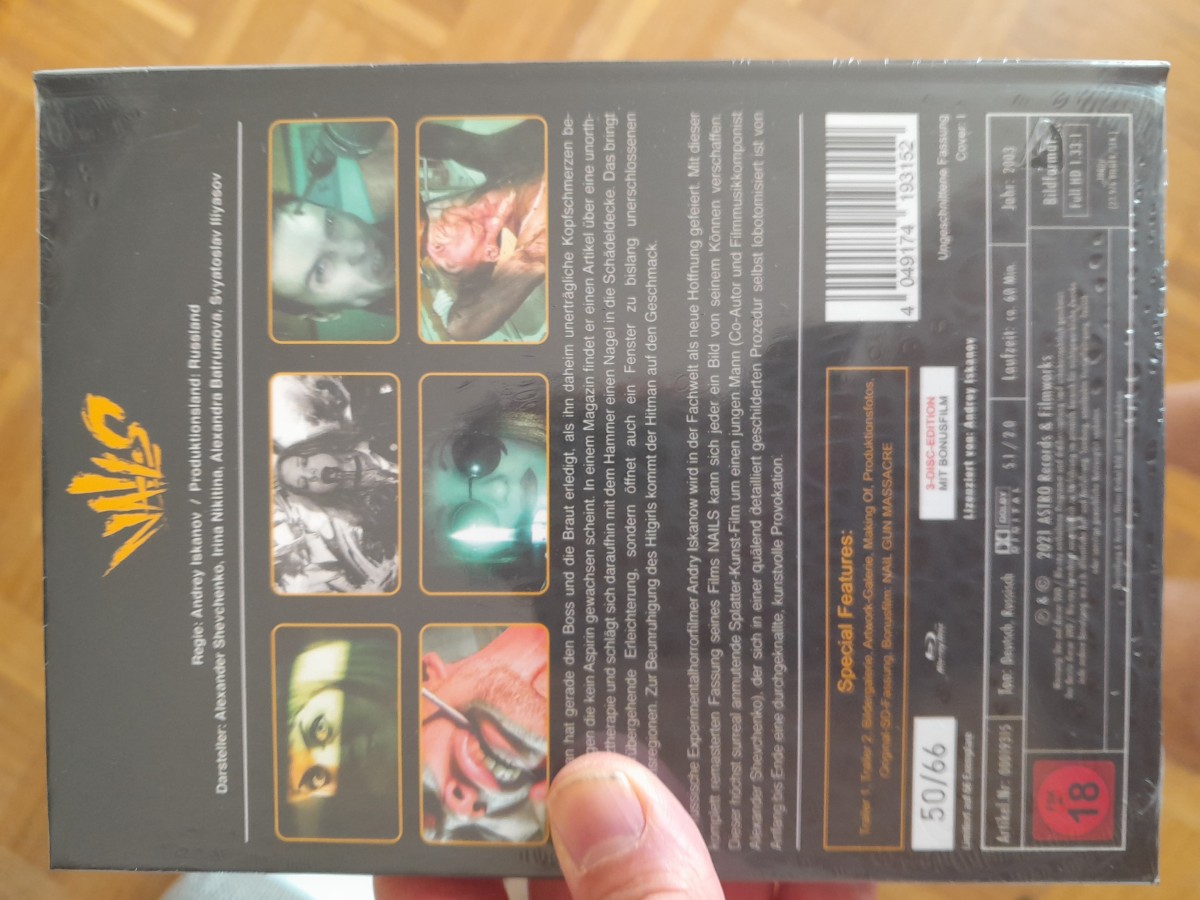 NAILS
Regie: Andrey Iskanov / Produktionsland: Russland
Darsteller: Alexander Shevchenko, Irina Nikitina, Alexandra Batrumova, Svyatoslav Iliyasov
hat gerade den Boss und die Braut erledigt, als ihn daheim unerträgliche Kopfschmerzen be-
die kein Aspirin gewachsen scheint. In einem Magazin findet er einen Artikel über eine unorth-
therapie und schlägt sich daraufhin mit dem Hammer einen Nagel in die Schädeldecke. Das bringt
übergehende Erleichterung, sondern öffnet auch ein Fenster zu bislang unerschlossenen
sregionen. Zur Beunruhigung des Hitgirls kommt der Hitman auf den Geschmack.
ssische Experimentalhorrorfilmer Andry Iskanow wird in der Fachwelt als neue Hoffnung gefeiert. Mit dieser
komplett remasterten Fassung seines Films NAILS kann sich jeder ein Bild von seinem Können verschaffen.
Dieser höchst surreal anmutende Splatter-Kunst-Film um einen jungen Mann (Co-Autor und Filmmusikkomponist
Alexander Shevchenko), der sich in einer quälend detailliert geschilderten Prozedur selbst lobotomisiert ist von
Anfang bis Ende eine durchgeknallte, kunstvolle Provokation.
Special Features:
Trailer 1, Trailer 2, Bildergalerie, Artwork-Galerie, Making Of, Produktionsfotos,
Original-SD-Fassung, Bonusfilm: NAIL GUN MASSACRE
4 049174 193152
50/66
Limitiert auf 66 Exemplare
3-DISC-EDITION
MIT BONUSFILM
Lizenziert von: Andrey Iskanov
Ungeschnittene Fassung
Cover: I
Ton: Deutsch, Russisch
DOLBY
DIGITAL
5.1 / 2.0
Laufzeit: ca. 60 Min
Jahr: 2003
FSK
18
2021 ASTRO Records & Filmworks
Bildformat
Full HD 1.33:1